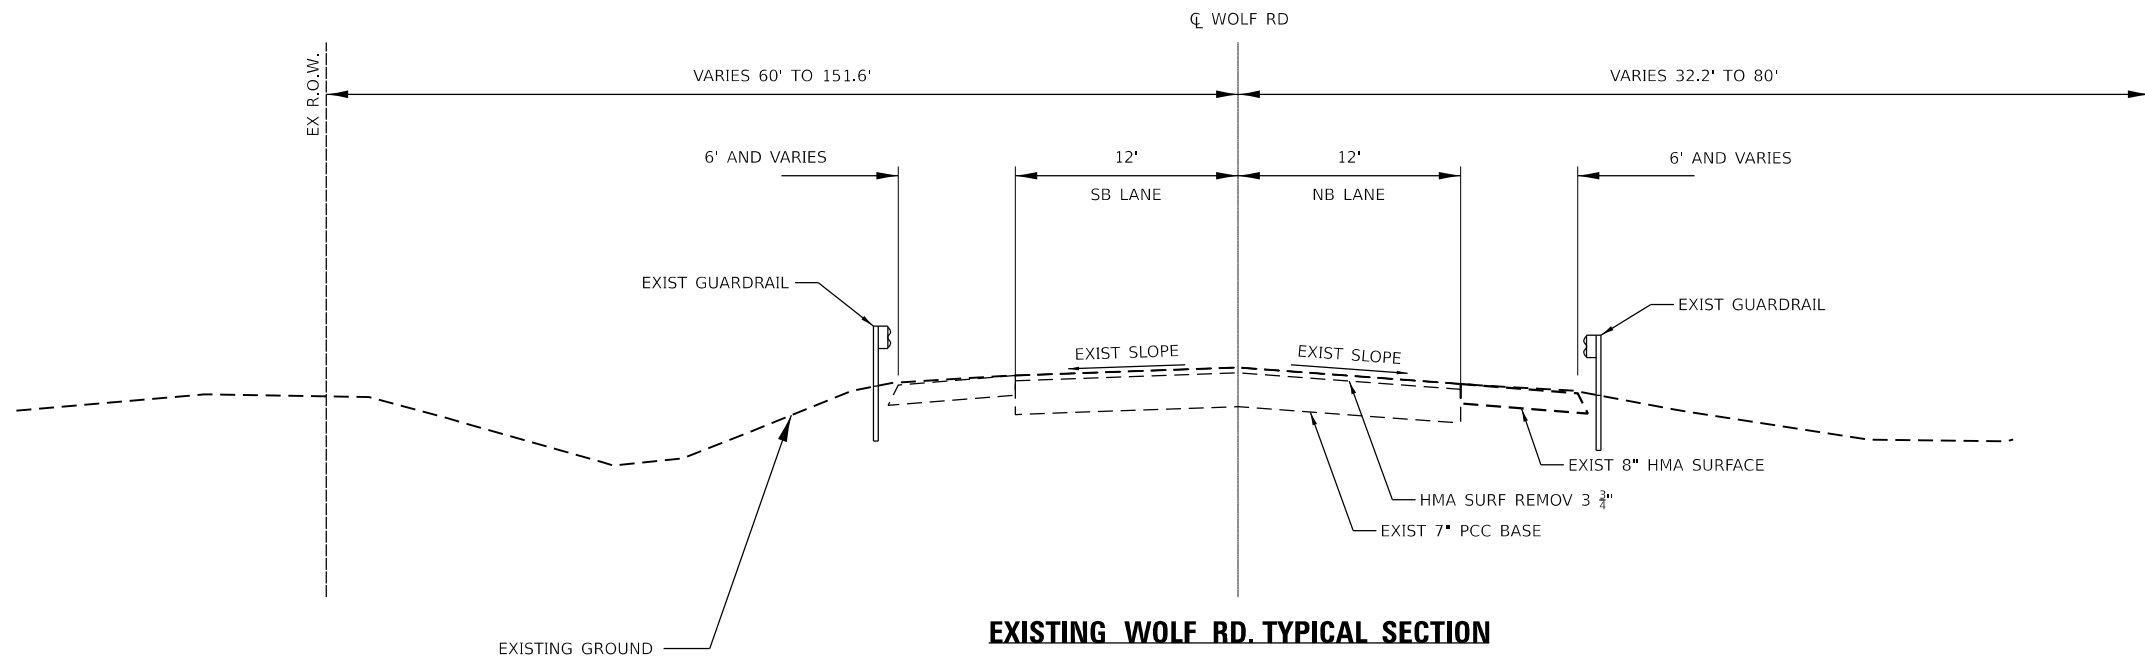 ℄ WOLF RD
EX R.O.W.
VARIES 60' TO 151.6'
VARIES 32.2' TO 80'
6' AND VARIES
12'
12'
6' AND VARIES
SB LANE
NB LANE
EXIST GUARDRAIL
EXIST GUARDRAIL
EXIST SLOPE
EXIST SLOPE
EXIST 8" HMA SURFACE
HMA SURF REMOV 3 3/4"
EXIST 7" PCC BASE
EXISTING GROUND
EXISTING WOLF RD. TYPICAL SECTION